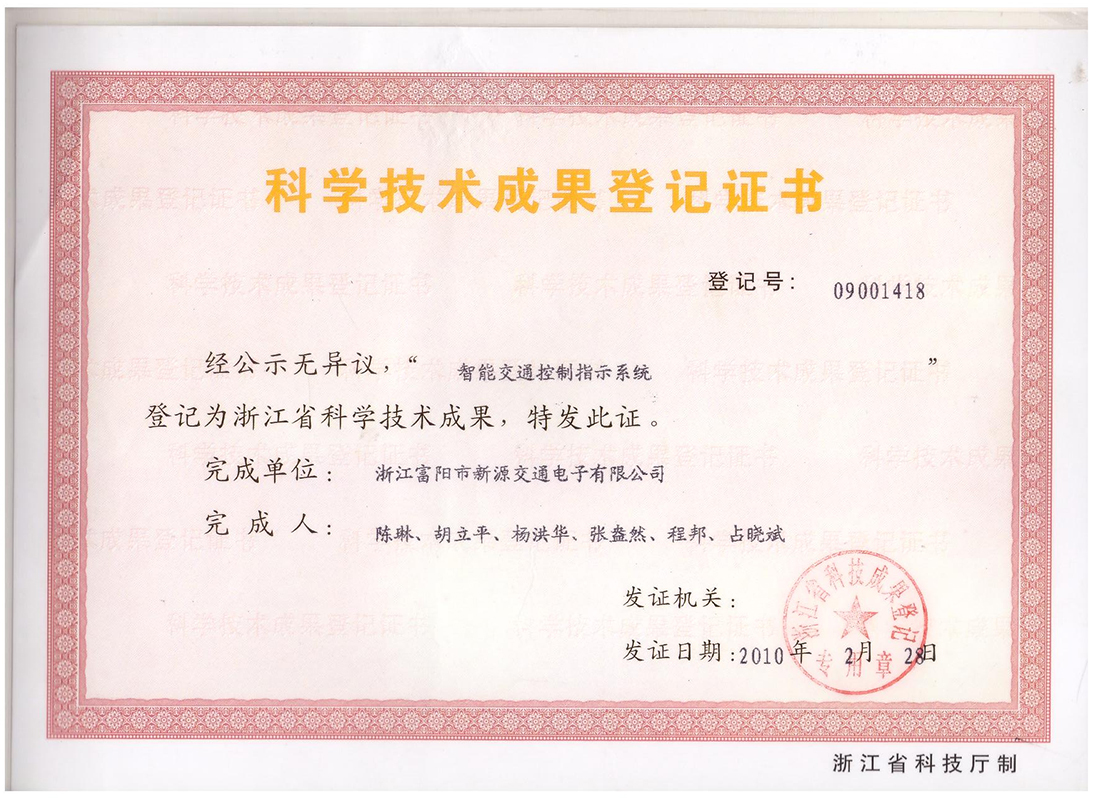 科学技术成果登记证书
登记号： 09001418
经公示无异议，“ 智能交通控制指示系统 ”
登记为浙江省科学技术成果，特发此证。
完成单位： 浙江富阳市新源交通电子有限公司
完成人： 陈琳、胡立平、杨洪华、张盎然、程邦、占晓斌
发证机关：
浙江省科技成果登记
专用章
发证日期：2010年 2月 28日
浙江省科技厅制